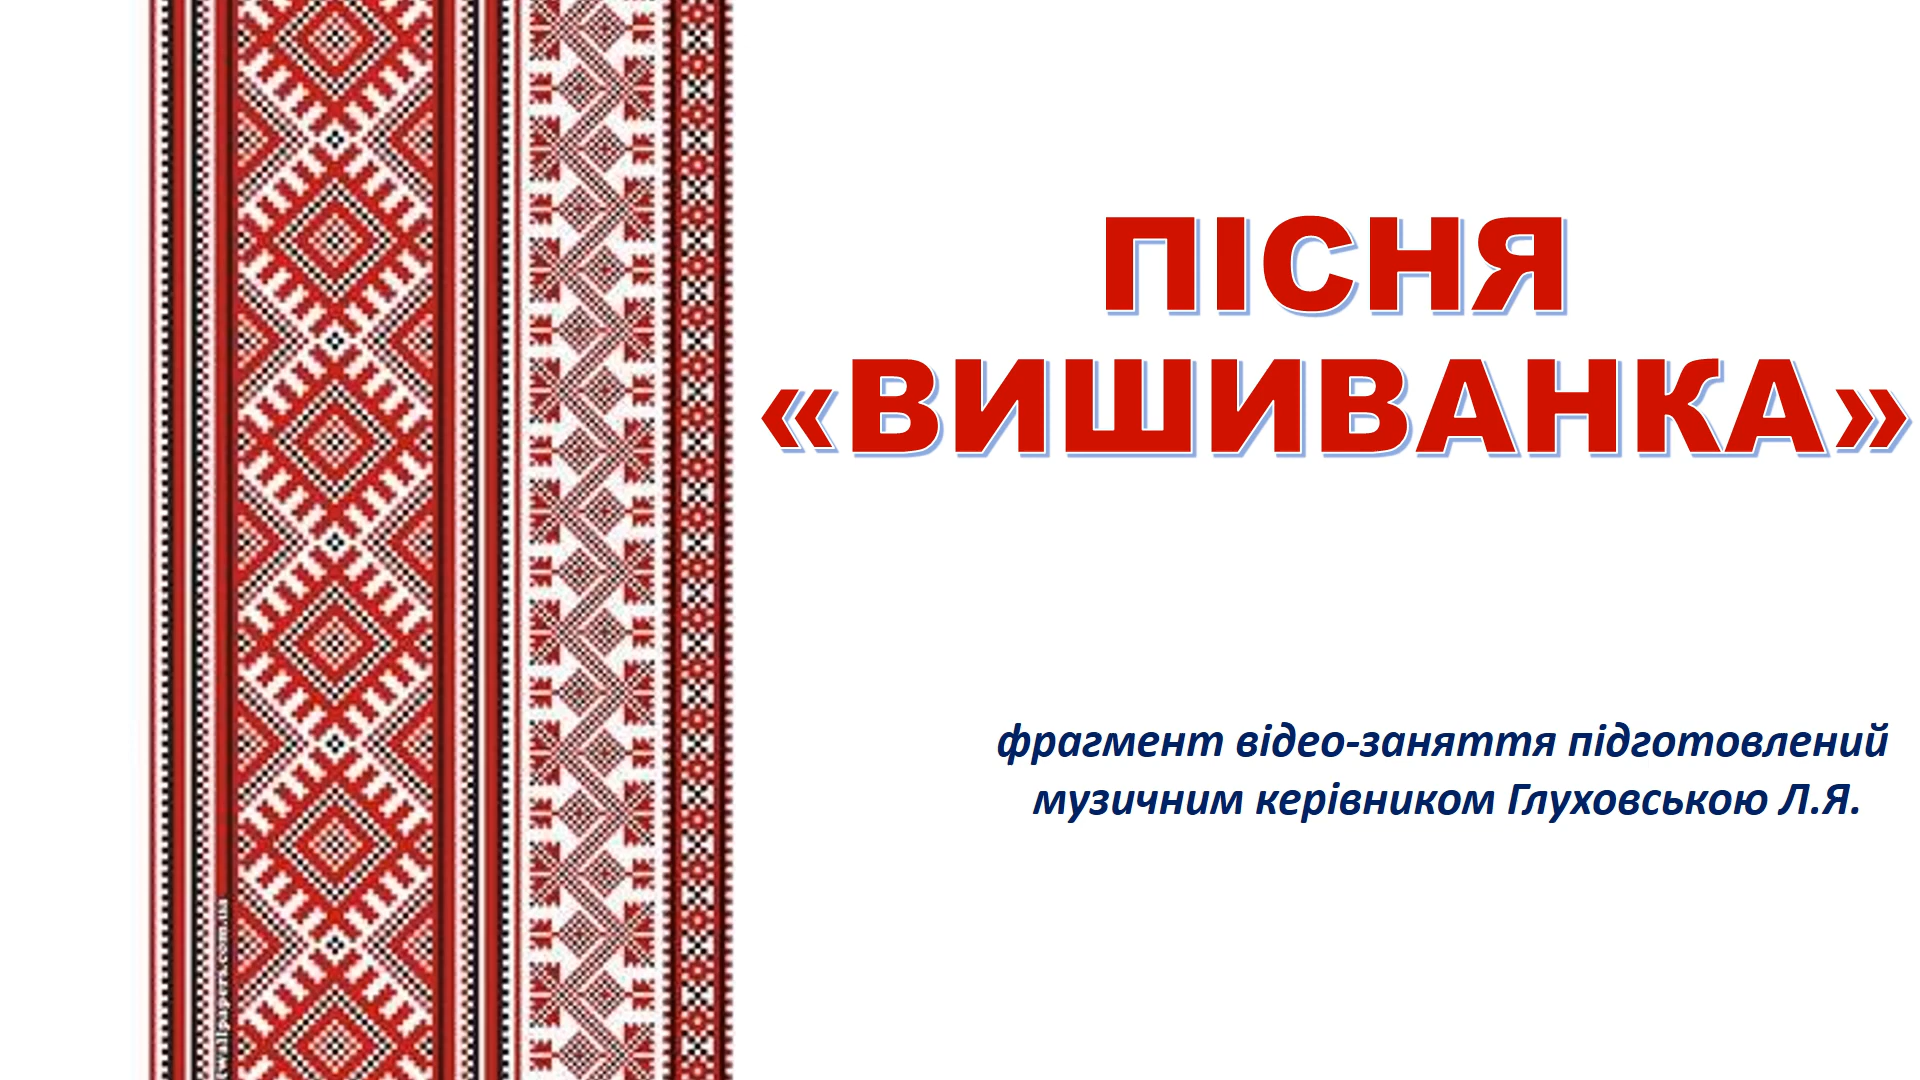 ПІСНЯ
«ВИШИВАНКА»
фрагмент відео-заняття підготовлений
музичним керівником Глуховською Л.Я.